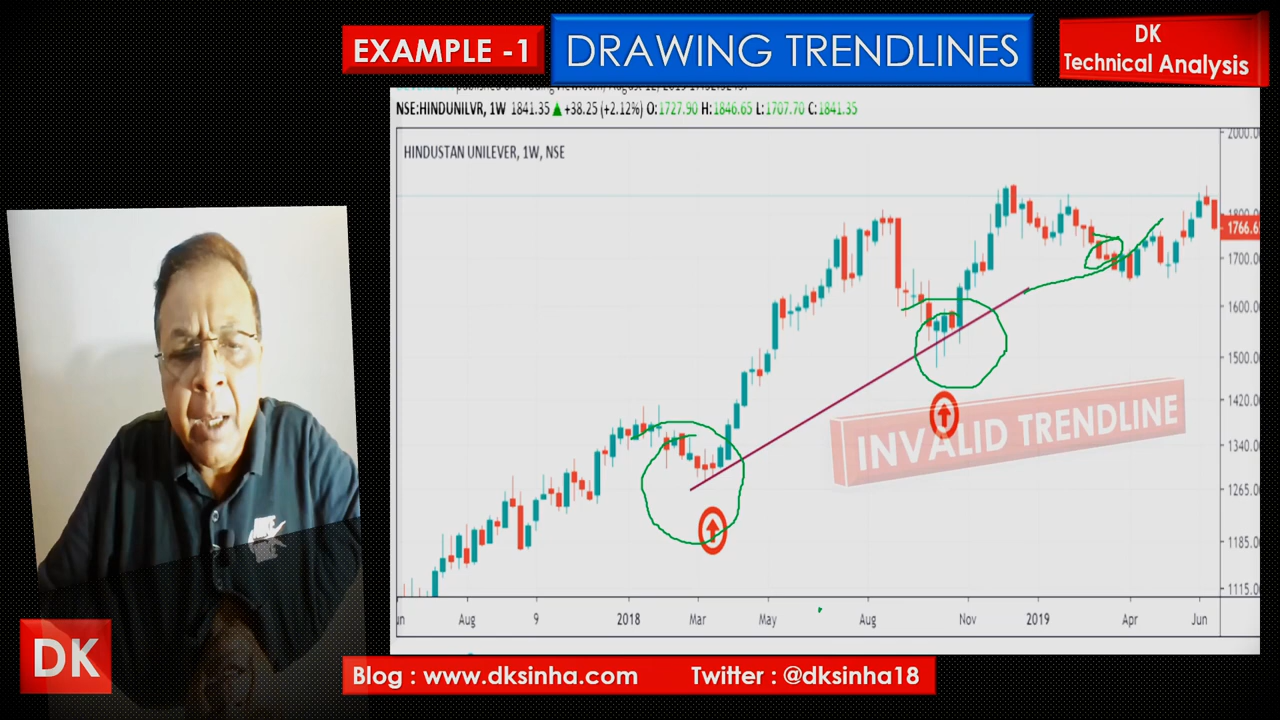 EXAMPLE -1
DRAWING TRENDLINES
DK
Technical Analysis
NSE:HINDUNILVR, 1W 1841.35 ▲ +38.25 (+2.12%) O:1727.90 H:1846.65 L:1707.70 C:1841.35
HINDUSTAN UNILEVER, 1W, NSE
2000.0
1800.
1766.6
1700.0
1600.0
1500.0
1420.0
1340.0
1265.0
1185.0
1115.0
INVALID TRENDLINE
Aug 9 2018 Mar May Aug Nov 2019 Apr Jun
DK
Blog : www.dksinha.com Twitter : @dksinha18